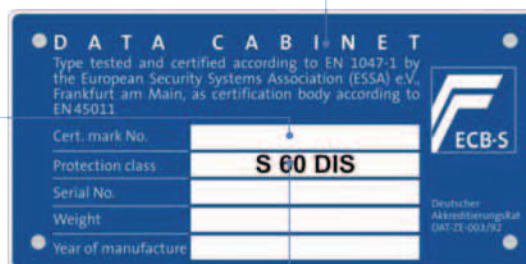 DATA CABINET
Type tested and certified according to EN 1047-1 by
the European Security Systems Association (ESSA) e.V.,
Frankfurt am Main, as certification body according to
EN 45011
Cert. mark No.
Protection class S 60 DIS
Serial No.
Weight
Year of manufacture
ECB·S
Deutscher
AkkreditierungsRat
DAT-ZE-003/92